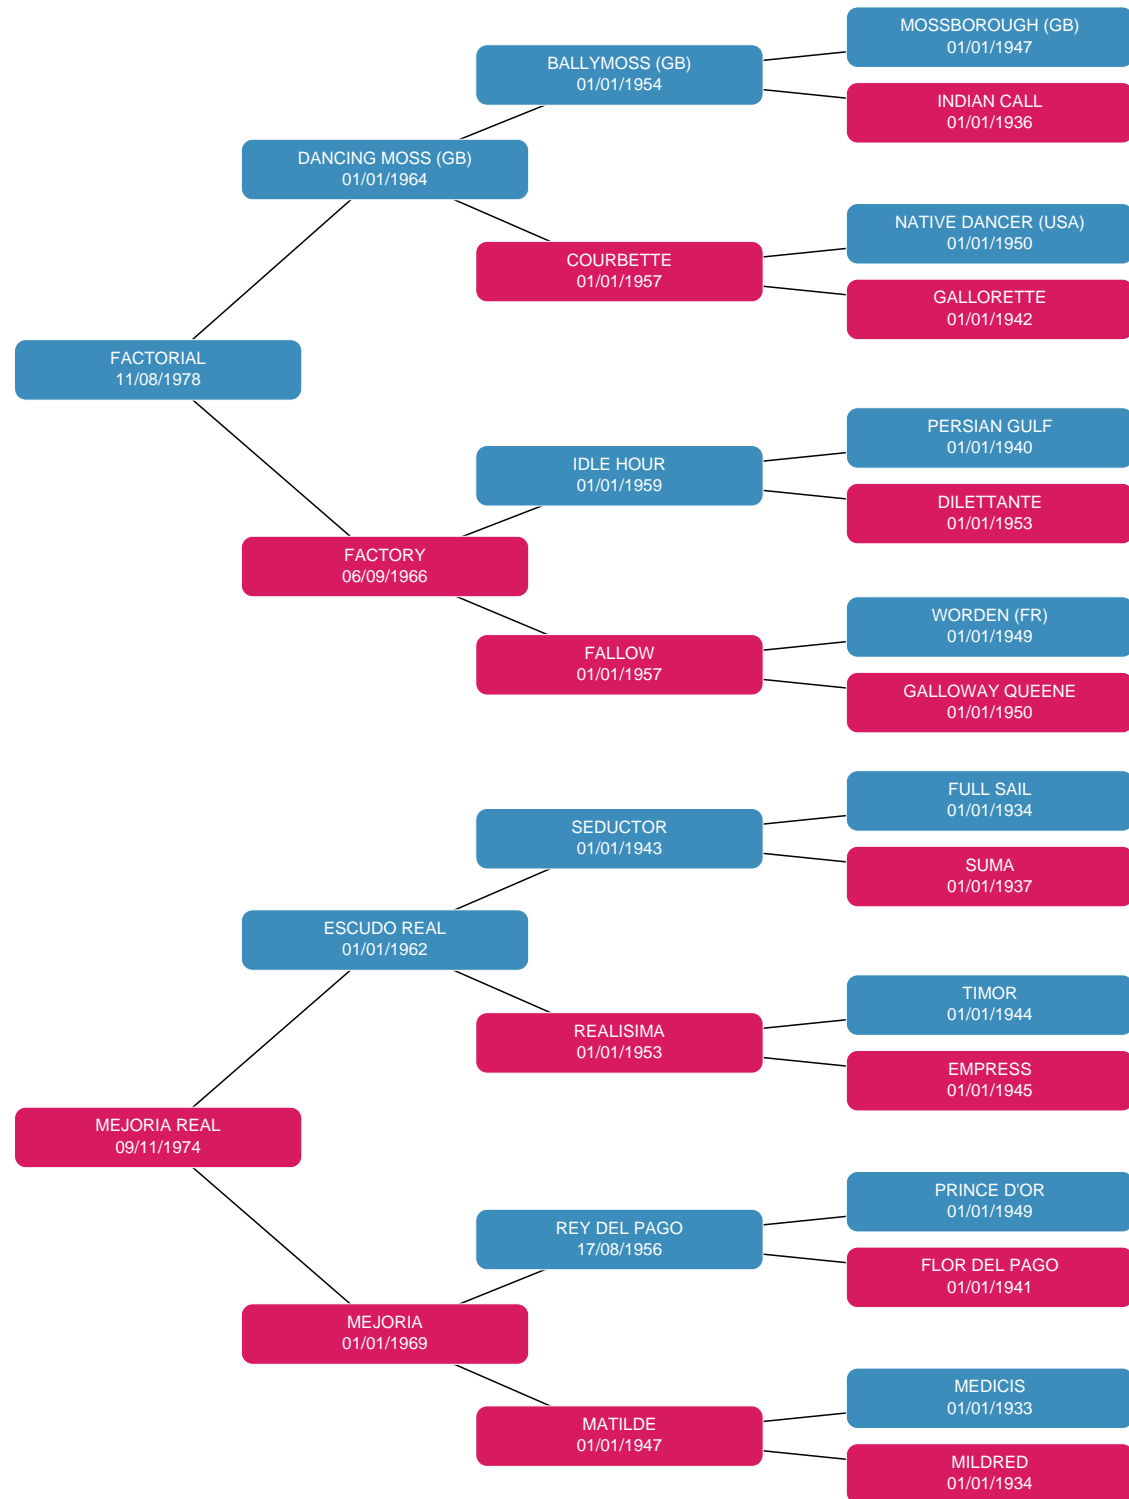 MOSSBOROUGH (GB)
01/01/1947
BALLYMOSS (GB)
01/01/1954
INDIAN CALL
01/01/1936
DANCING MOSS (GB)
01/01/1964
NATIVE DANCER (USA)
01/01/1950
COURBETTE
01/01/1957
GALLORETTE
01/01/1942
FACTORIAL
11/08/1978
PERSIAN GULF
01/01/1940
IDLE HOUR
01/01/1959
DILETTANTE
01/01/1953
FACTORY
06/09/1966
WORDEN (FR)
01/01/1949
FALLOW
01/01/1957
GALLOWAY QUEENE
01/01/1950
FULL SAIL
01/01/1934
SEDUCTOR
01/01/1943
SUMA
01/01/1937
ESCUDO REAL
01/01/1962
TIMOR
01/01/1944
REALISIMA
01/01/1953
EMPRESS
01/01/1945
MEJORIA REAL
09/11/1974
PRINCE D'OR
01/01/1949
REY DEL PAGO
17/08/1956
FLOR DEL PAGO
01/01/1941
MEJORIA
01/01/1969
MEDICIS
01/01/1933
MATILDE
01/01/1947
MILDRED
01/01/1934